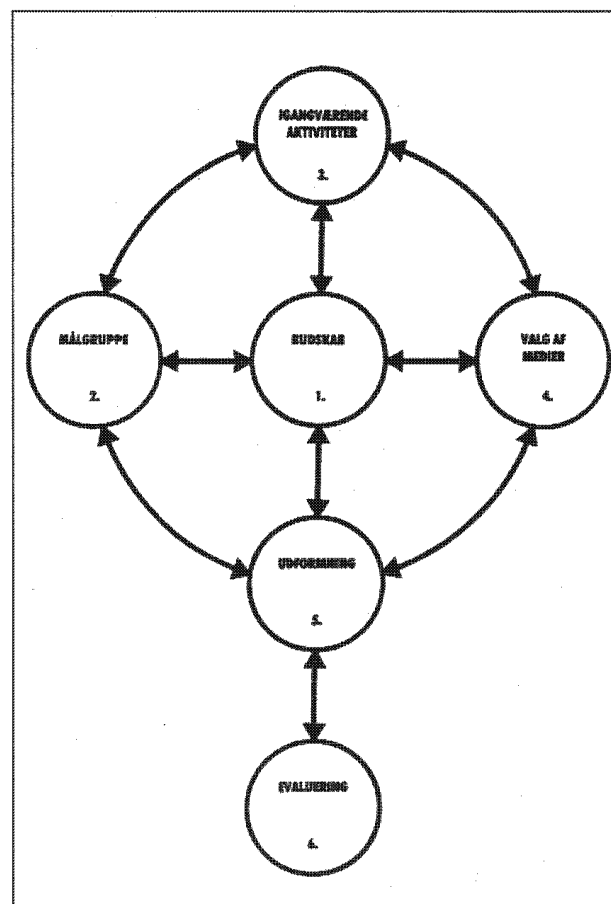 IGANGVÆRENDE
AKTIVITETER
3.
MÅLGRUPPE
2.
BUDSKAB
1.
VALG AF
MEDIER
4.
UDFORMNING
5.
EVALUERING
6.